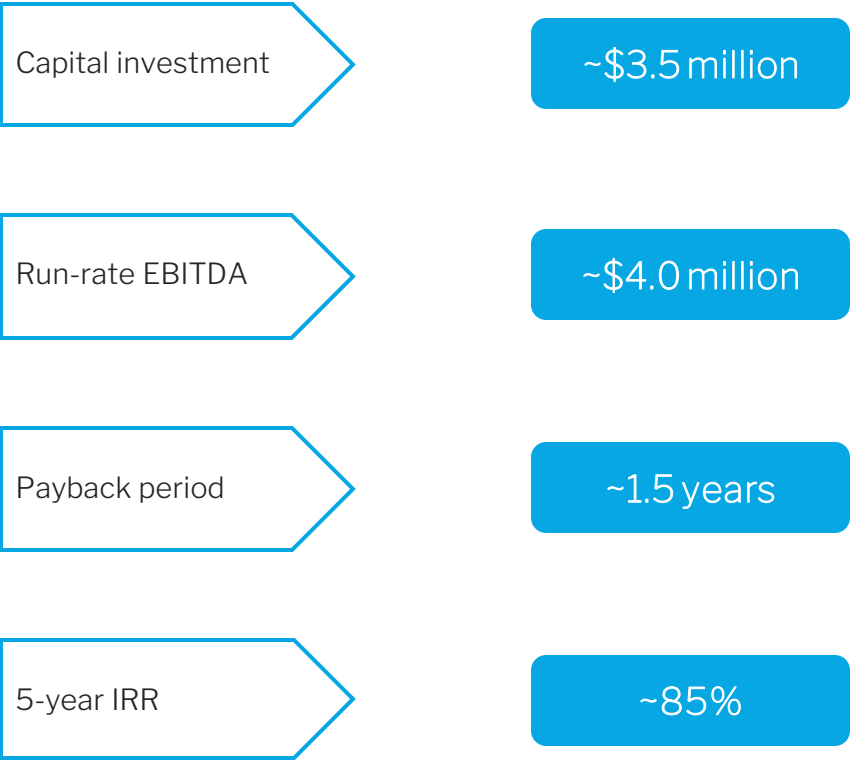 Capital investment
~$3.5 million
Run-rate EBITDA
~$4.0 million
Payback period
~1.5 years
5-year IRR
~85%